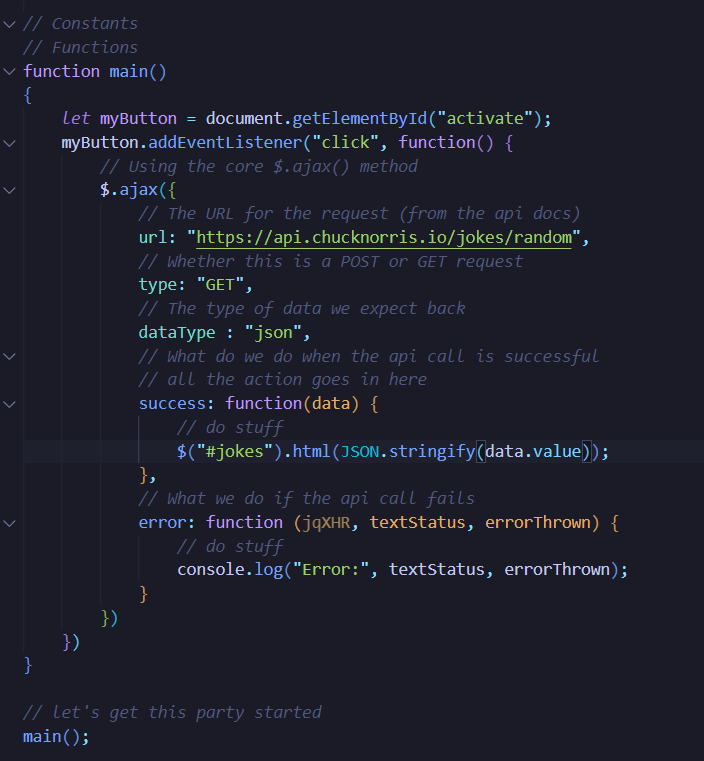 // Constants
// Functions
function main()
{
    let myButton = document.getElementById("activate");
    myButton.addEventListener("click", function() {
        // Using the core $.ajax() method
        $.ajax({
            // The URL for the request (from the api docs)
            url: "https://api.chucknorris.io/jokes/random",
            // Whether this is a POST or GET request
            type: "GET",
            // The type of data we expect back
            dataType : "json",
            // What do we do when the api call is successful
            // all the action goes in here
            success: function(data) {
                // do stuff
                $("#jokes").html(JSON.stringify(data.value));
            },
            // What we do if the api call fails
            error: function (jqXHR, textStatus, errorThrown) {
                // do stuff
                console.log("Error:", textStatus, errorThrown);
            }
        })
    })
}

// let's get this party started
main();